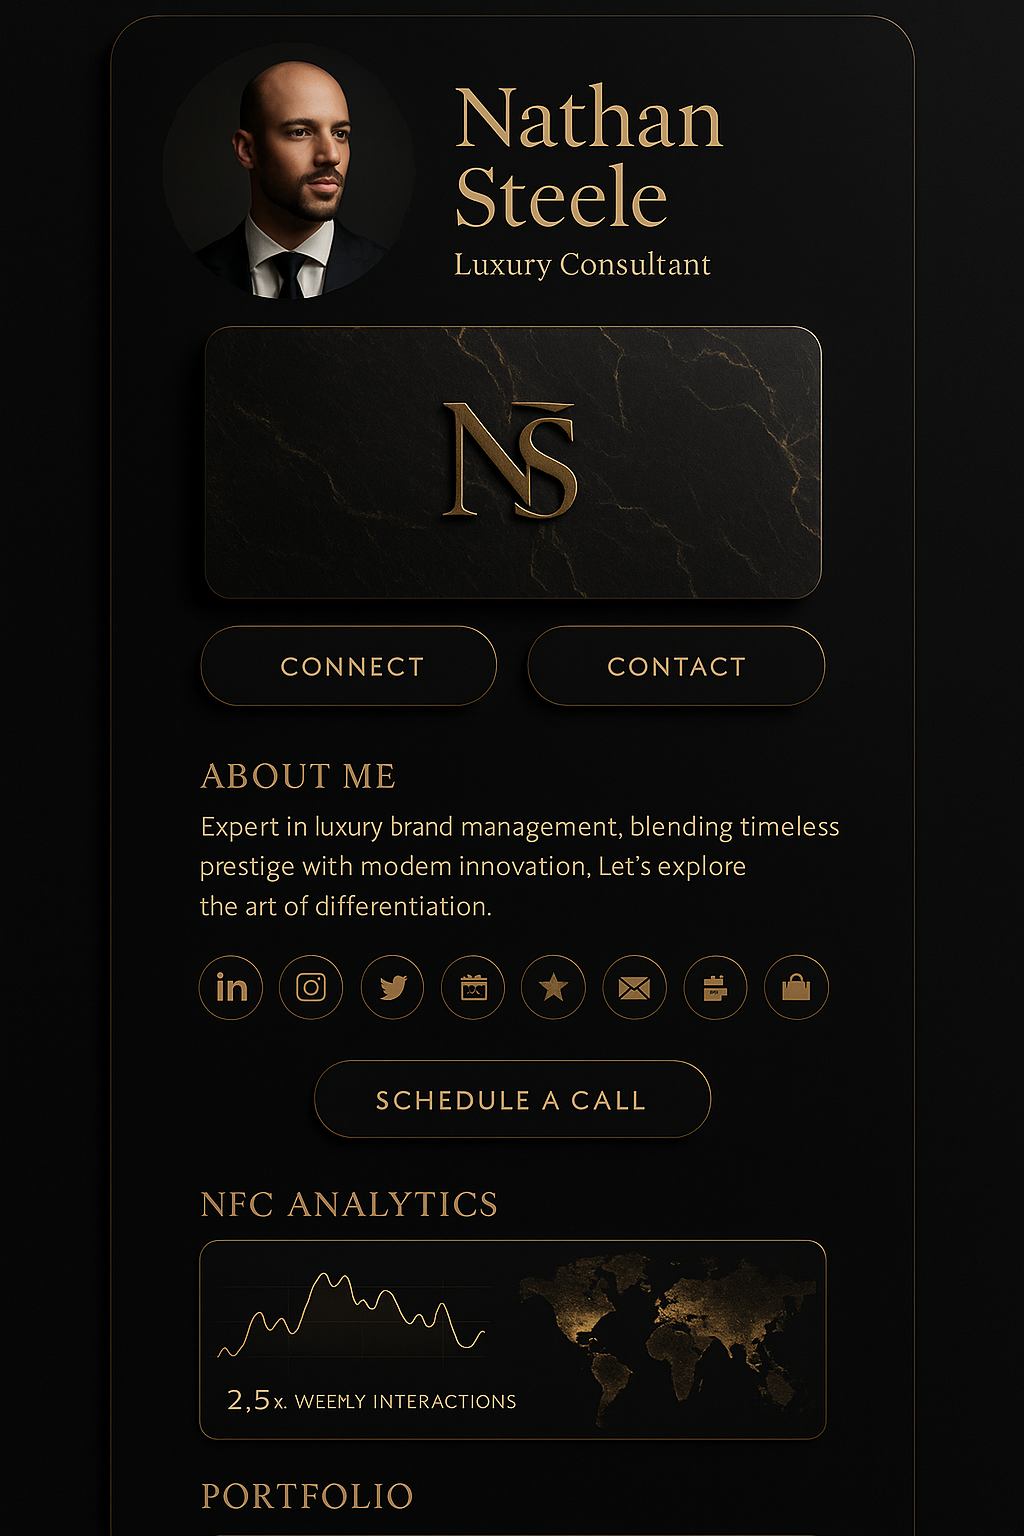 Nathan
Steele
Luxury Consultant
NS
CONNECT
CONTACT
ABOUT ME
Expert in luxury brand management, blending timeless
prestige with modem innovation, Let’s explore
the art of differentiation.
in
SCHEDULE A CALL
NFC ANALYTICS
2,5x. WEEMLY INTERACTIONS
PORTFOLIO